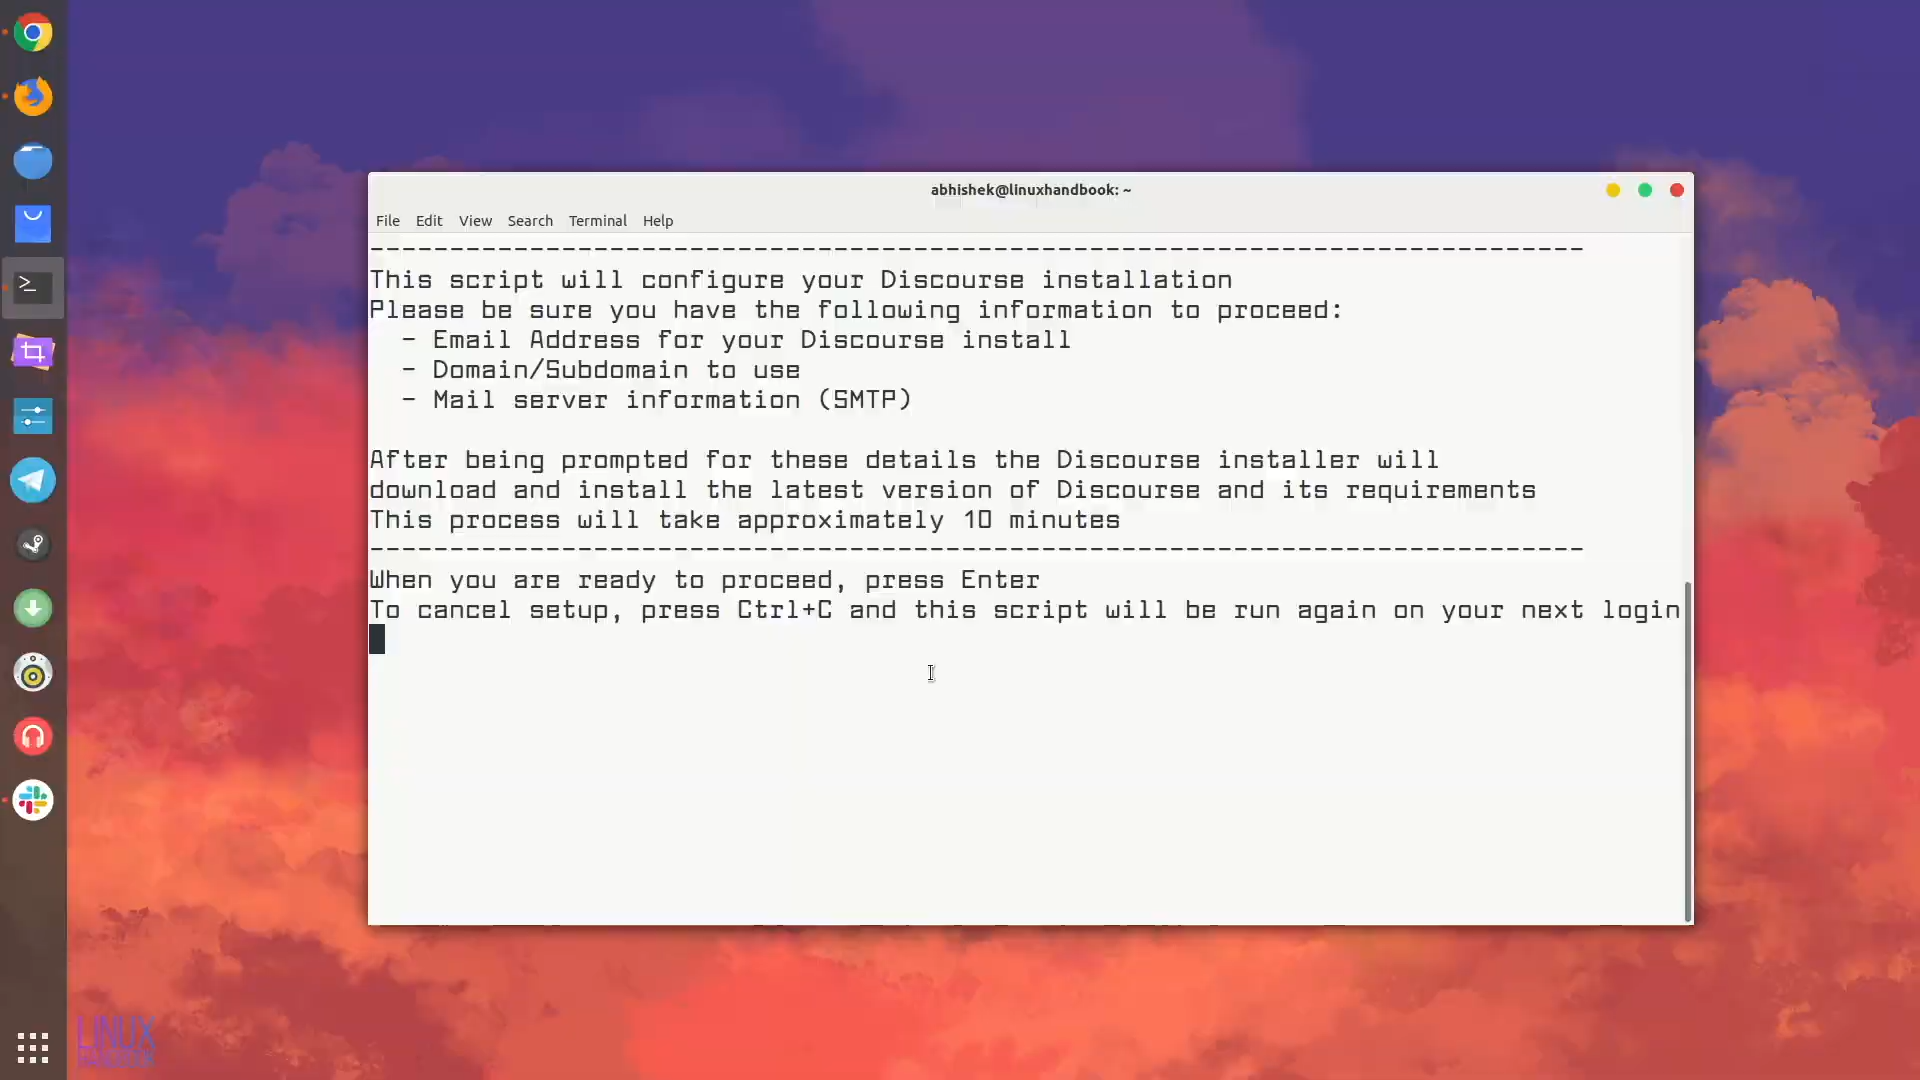 abhishek@linuxhandbook: ~
File Edit View Search Terminal Help
----------------------------------------------------------------------------
This script will configure your Discourse installation
Please be sure you have the following information to proceed:
  - Email Address for your Discourse install
  - Domain/Subdomain to use
  - Mail server information (SMTP)
After being prompted for these details the Discourse installer will
download and install the latest version of Discourse and its requirements
This process will take approximately 10 minutes
----------------------------------------------------------------------------
When you are ready to proceed, press Enter
To cancel setup, press Ctrl+C and this script will be run again on your next login
LINUX
HANDBOOK